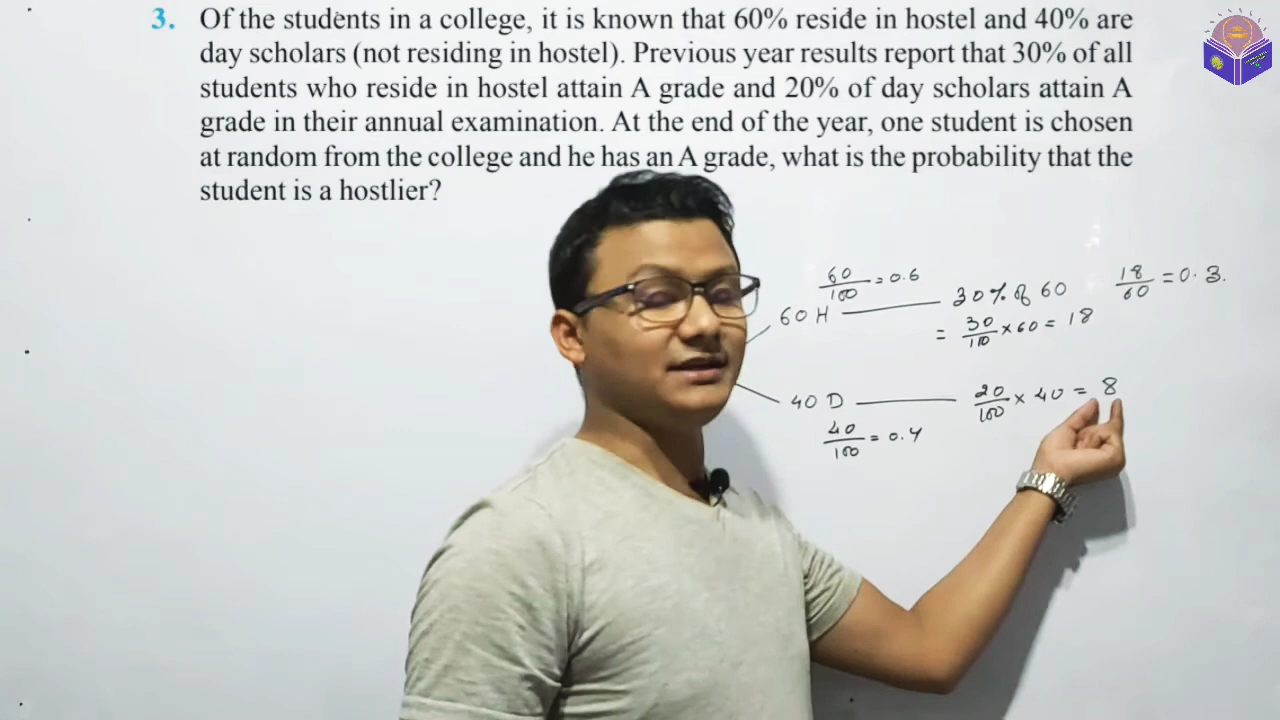 3. Of the students in a college, it is known that 60% reside in hostel and 40% are
day scholars (not residing in hostel). Previous year results report that 30% of all
students who reside in hostel attain A grade and 20% of day scholars attain A
grade in their annual examination. At the end of the year, one student is chosen
at random from the college and he has an A grade, what is the probability that the
student is a hostlier?
60/100 = 0.6
60 H 30% of 60
= 30/100 × 60 = 18
18/60 = 0.3.
40 D 20/100 × 40 = 8
40/100 = 0.4